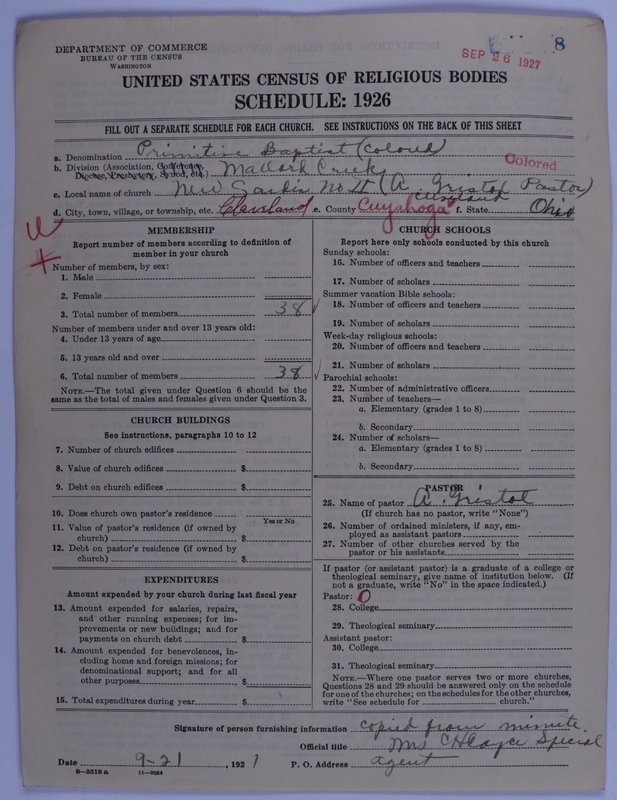 8
SEP 26 1927
DEPARTMENT OF COMMERCE
BUREAU OF THE CENSUS
WASHINGTON
UNITED STATES CENSUS OF RELIGIOUS BODIES
SCHEDULE: 1926
FILL OUT A SEPARATE SCHEDULE FOR EACH CHURCH. SEE INSTRUCTIONS ON THE BACK OF THIS SHEET
a. Denomination Primitive Baptist (Colored)
Colored
b. Division (Association, Conference, Diocese, Presbytery, Synod, etc.) Creek
c. Local name of church New (A Pastor)
d. City, town, village, or township, etc. Cleveland e. County Cuyahoga f. State Ohio
MEMBERSHIP
Report number of members according to definition of
member in your church
Number of members, by sex:
1. Male
2. Female
3. Total number of members 38
Number of members under and over 13 years old:
4. Under 13 years of age
5. 13 years old and over
6. Total number of members 38
NOTE.—The total given under Question 6 should be the
same as the total of males and females given under Question 3.
CHURCH BUILDINGS
See instructions, paragraphs 10 to 12
7. Number of church edifices
8. Value of church edifices $
9. Debt on church edifices $
10. Does church own pastor's residence
Yes or No
11. Value of pastor's residence (if owned by
church) $
12. Debt on pastor's residence (if owned by
church) $
EXPENDITURES
Amount expended by your church during last fiscal year
13. Amount expended for salaries, repairs,
and other running expenses; for im-
provements or new buildings; and for
payments on church debt $
14. Amount expended for benevolences, in-
cluding home and foreign missions; for
denominational support; and for all
other purposes $
15. Total expenditures during year $
CHURCH SCHOOLS
Report here only schools conducted by this church
Sunday schools:
16. Number of officers and teachers
17. Number of scholars
Summer vacation Bible schools:
18. Number of officers and teachers
19. Number of scholars
Week-day religious schools:
20. Number of officers and teachers
21. Number of scholars
Parochial schools:
22. Number of administrative officers
23. Number of teachers—
a. Elementary (grades 1 to 8)
b. Secondary
24. Number of scholars—
a. Elementary (grades 1 to 8)
b. Secondary
PASTOR
25. Name of pastor A. Gristol
(If church has no pastor, write "None")
26. Number of ordained ministers, if any, em-
ployed as assistant pastors
27. Number of other churches served by the
pastor or his assistants
If pastor (or assistant pastor) is a graduate of a college or
theological seminary, give name of institution below. (If
not a graduate, write "No" in the space indicated.)
Pastor: 0
28. College
29. Theological seminary
Assistant pastor:
30. College
31. Theological seminary
NOTE.—Where one pastor serves two or more churches,
Questions 28 and 29 should be answered only on the schedule
for one of the churches; on the schedules for the other churches,
write "See schedule for church."
Signature of person furnishing information copied from minute
Official title Mrs Special
Date 9-21, 1927 P. O. Address agent
8-5518a 11-9684